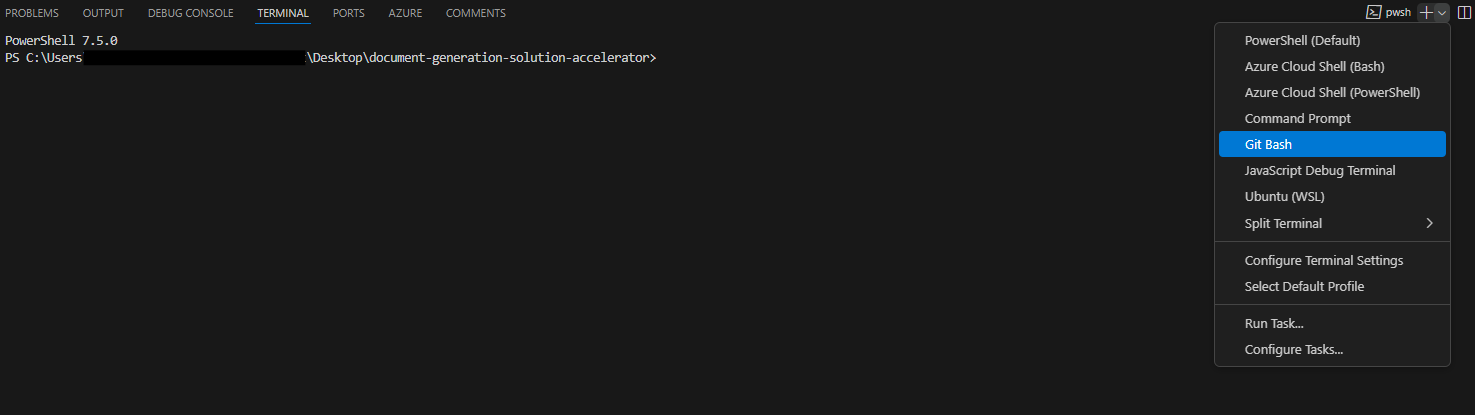 PROBLEMS OUTPUT DEBUG CONSOLE TERMINAL PORTS AZURE COMMENTS pwsh
PowerShell 7.5.0
PS C:\Users \Desktop\document-generation-solution-accelerator>
PowerShell (Default)
Azure Cloud Shell (Bash)
Azure Cloud Shell (PowerShell)
Command Prompt
Git Bash
JavaScript Debug Terminal
Ubuntu (WSL)
Split Terminal
Configure Terminal Settings
Select Default Profile
Run Task...
Configure Tasks...